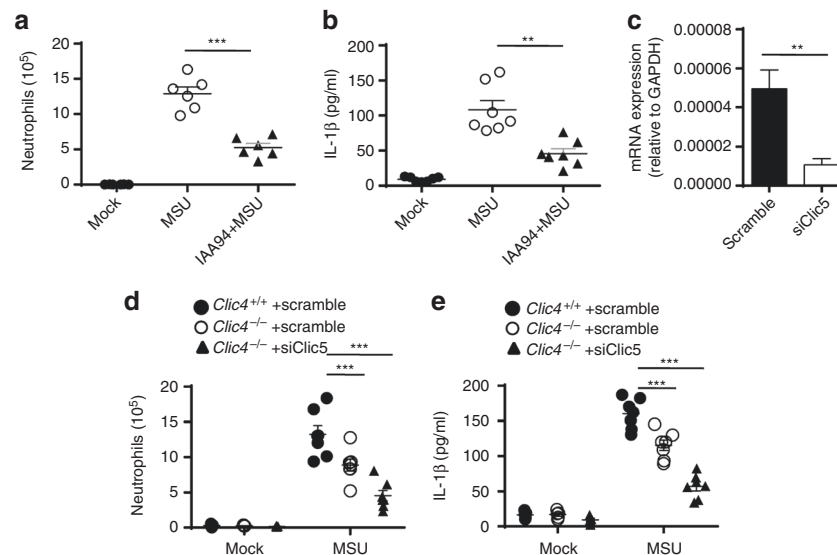 a
***
Neutrophils (10⁵)
20
15
10
5
0
Mock
MSU
IAA94+MSU
b
**
IL-1β (pg/ml)
200
150
100
50
0
Mock
MSU
IAA94+MSU
c
**
mRNA expression
(relative to GAPDH)
0.00008
0.00006
0.00004
0.00002
0.00000
Scramble
siClic5
d
Clic4⁺/⁺ +scramble
Clic4⁻/⁻ +scramble
Clic4⁻/⁻ +siClic5
***
***
Neutrophils (10⁵)
20
15
10
5
0
Mock
MSU
e
Clic4⁺/⁺ +scramble
Clic4⁻/⁻ +scramble
Clic4⁻/⁻ +siClic5
***
***
IL-1β (pg/ml)
200
150
100
50
0
Mock
MSU